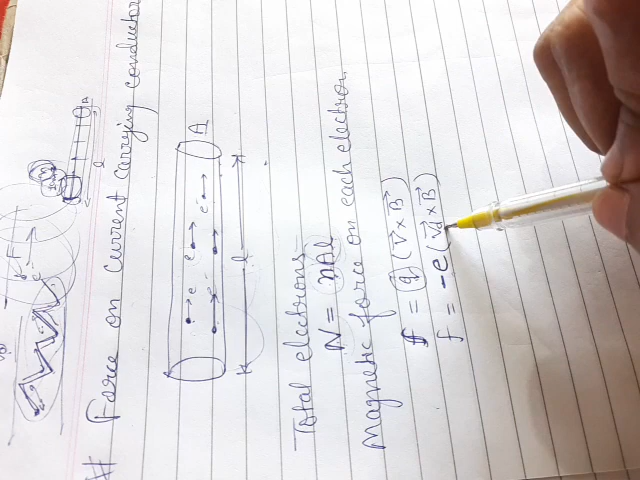 # Force on current carrying conductor
e e
e e
A
l
Total electrons-
N = nAl
Magnetic force on each electron
f = q(V×B)
f = -e(Vd×B)